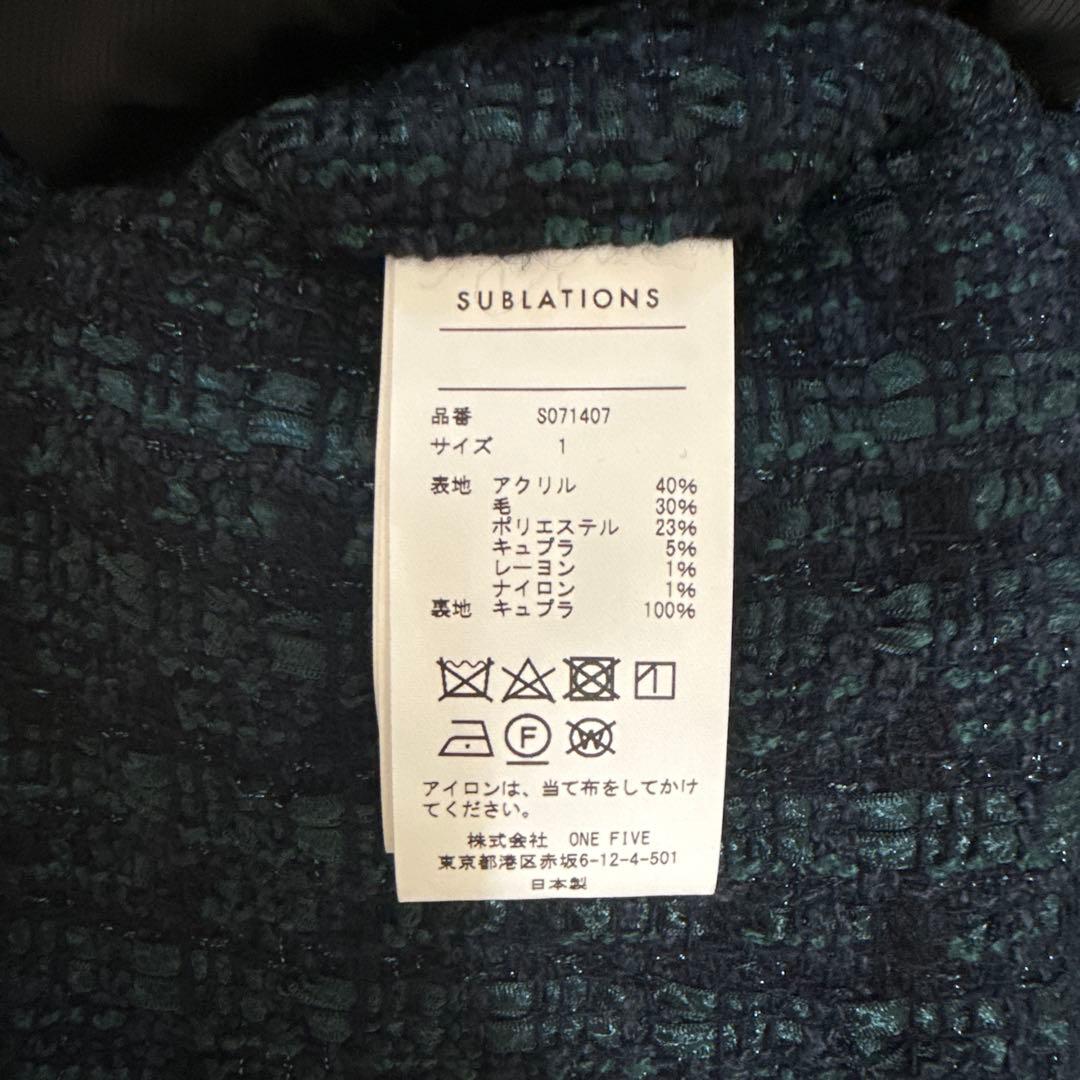 SUBLATIONS
品番 S071407
サイズ 1
表地 アクリル 40%
毛 30%
ポリエステル 23%
キュプラ 5%
レーヨン 1%
ナイロン 1%
裏地 キュプラ 100%
F
W
アイロンは、当て布をしてかけ
てください。
株式会社 ONE FIVE
東京都港区赤坂6-12-4-501
日本製